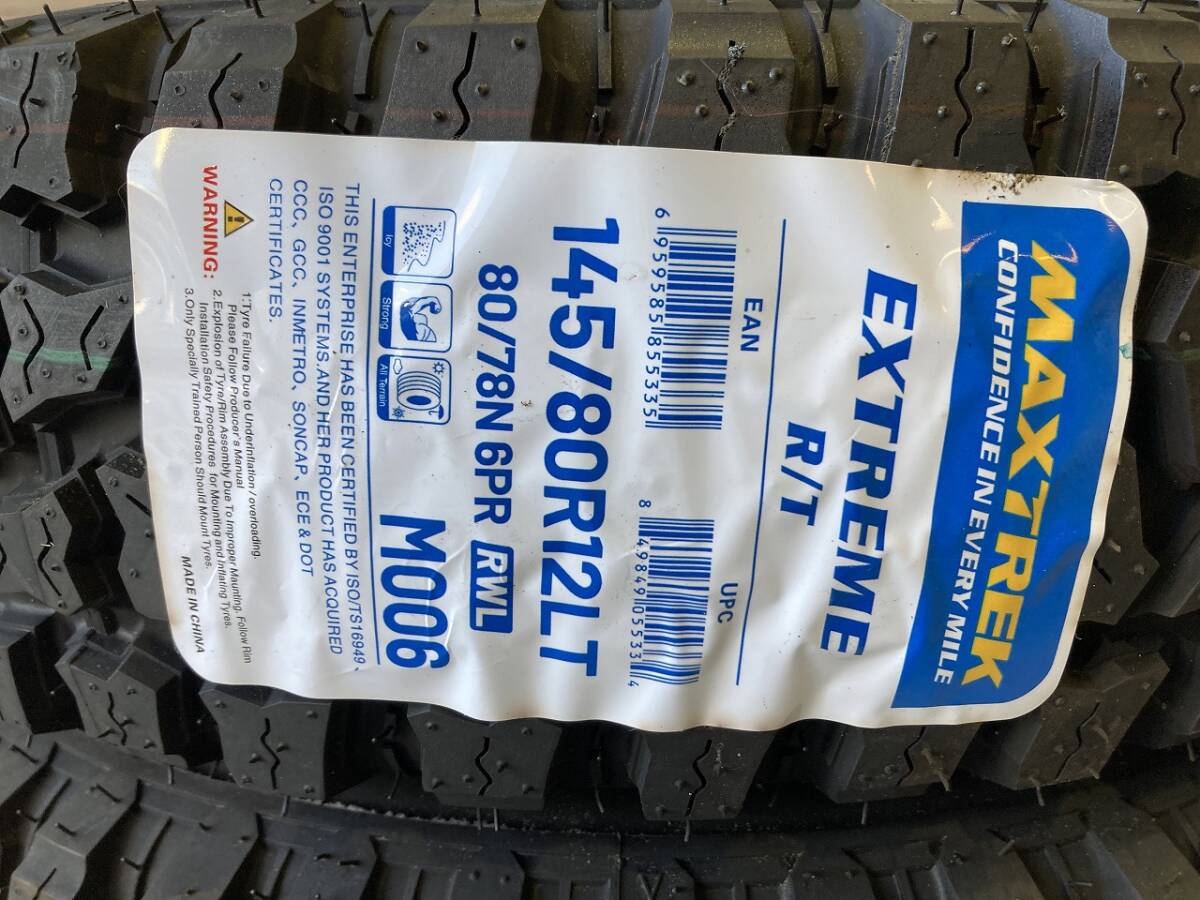 MAXTREK
CONFIDENCE IN EVERY MILE
EXTREME
R/T
EAN
6 959585 855335
UPC
8 49849 05533 4
145/80R12LT
80/78N 6PR RWL
Icy
Strong
All Terrain
M006
THIS ENTERPRISE HAS BEEN CERTIFIED BY ISO/TS16949、
ISO 9001 SYSTEMS.AND HER PRODUCT HAS ACQUIRED
CCC、GCC、INMETRO、SONCAP、ECE & DOT
CERTIFICATES.
WARNING:
1.Tyre Failure Due to Underinflation / overloading.
Please Follow Producer's Manual
2.Explosion of Tyre/Rim Assembly Due To Improper Maunting. Follow Rim
Installation Safety Procedures for Mounting and Inflating Tyres.
3.Only Specially Trained Person Should Mount Tyres.
MADE IN CHINA